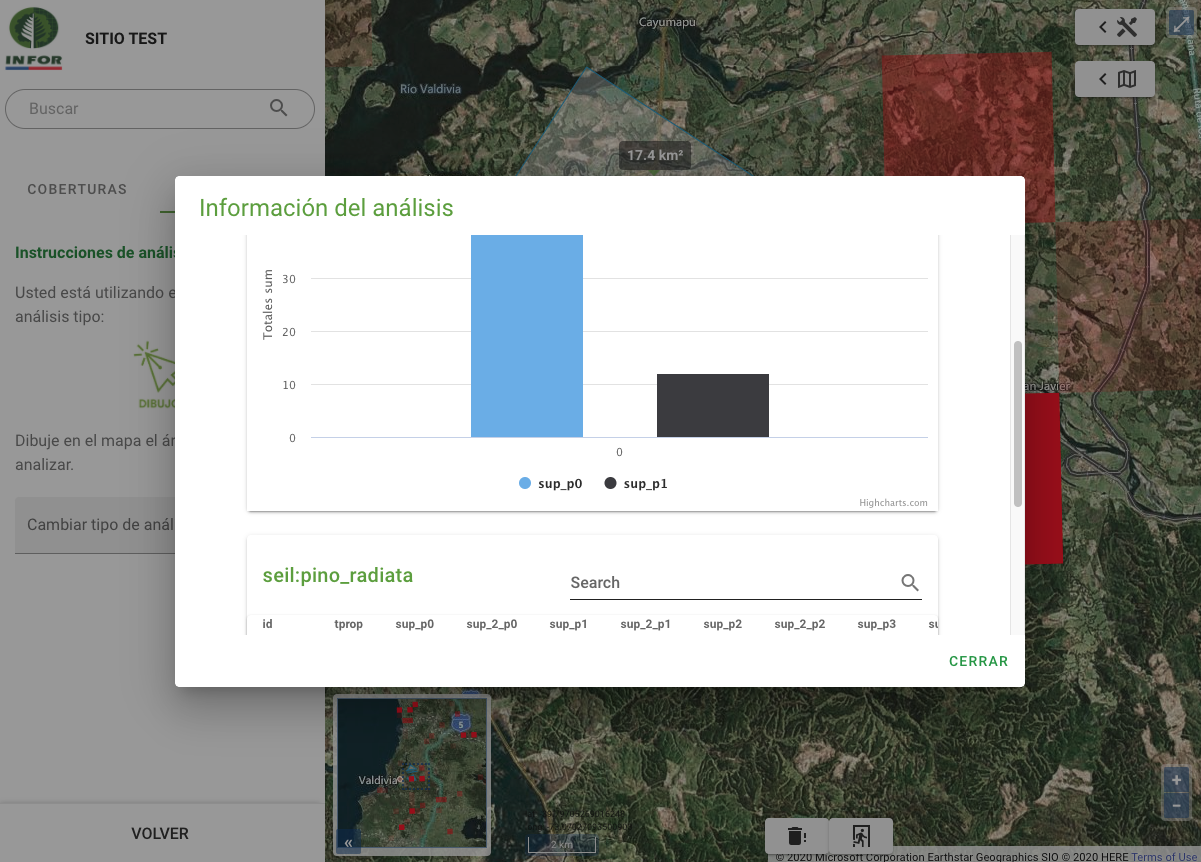 INFOR
SITIO TEST
Buscar
COBERTURAS
Instrucciones de anális
Usted está utilizando e
análisis tipo:
DIBUJO
Dibuje en el mapa el ár
analizar.
Cambiar tipo de anál
VOLVER
Cayumapu
Río Valdivia
17.4 km²
an Javier
Información del análisis
Totales sum
30
20
10
0
0
sup_p0
sup_p1
Highcharts.com
seil:pino_radiata
Search
id tprop sup_p0 sup_2_p0 sup_p1 sup_2_p1 sup_p2 sup_2_p2 sup_p3 su
CERRAR
5
Valdivia
«
2 km
+
−
© 2020 Microsoft Corporation Earthstar Geographics SIO © 2020 HERE Terms of Use